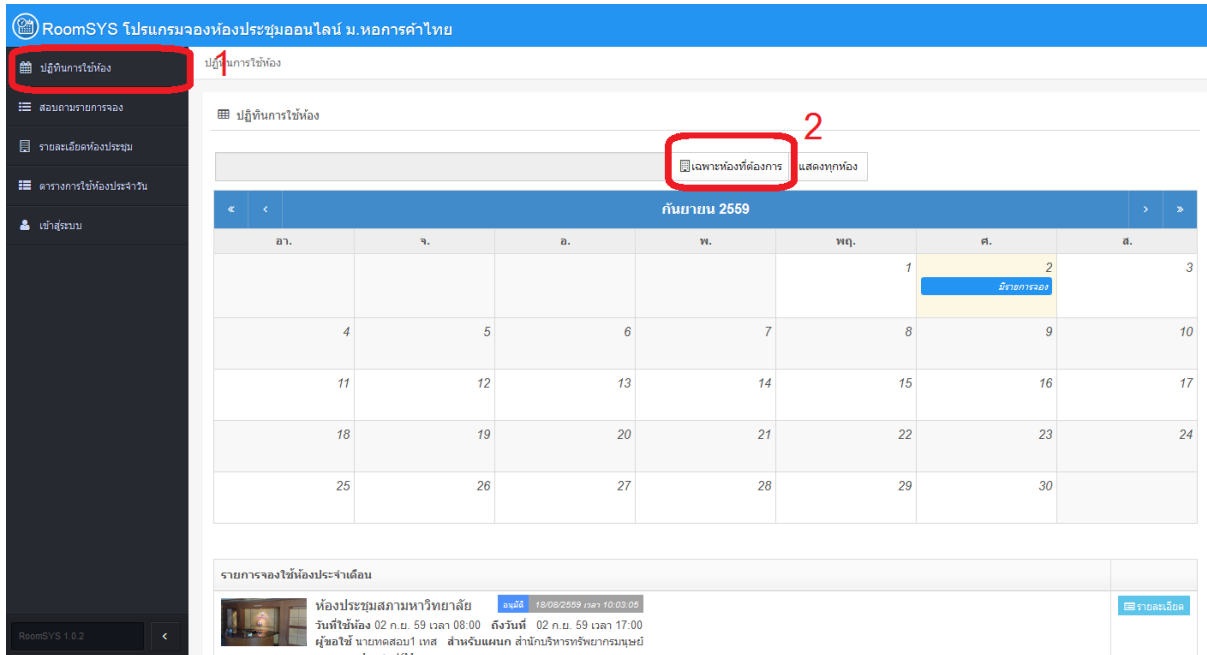 RoomSYS โปรแกรมจองห้องประชุมออนไลน์ ม.หอการค้าไทย
ปฏิทินการใช้ห้อง
สอบถามรายการจอง
รายละเอียดห้องประชุม
ตารางการใช้ห้องประจำวัน
เข้าสู่ระบบ
RoomSYS 1.0.2
1
ปฏิทินการใช้ห้อง
ปฏิทินการใช้ห้อง
2
เฉพาะห้องที่ต้องการ แสดงทุกห้อง
« ‹ กันยายน 2559 › »
อา. จ. อ. พ. พฤ. ศ. ส.
1 2 3
มีรายการจอง
4 5 6 7 8 9 10
11 12 13 14 15 16 17
18 19 20 21 22 23 24
25 26 27 28 29 30
รายการจองใช้ห้องประจำเดือน
ห้องประชุมสภามหาวิทยาลัย อนุมัติ 18/08/2559 เวลา 10:03:05 รายละเอียด
วันที่ใช้ห้อง 02 ก.ย. 59 เวลา 08:00 ถึงวันที่ 02 ก.ย. 59 เวลา 17:00
ผู้ขอใช้ นายทดสอบ1 เทส สำหรับแผนก สำนักบริหารทรัพยากรมนุษย์